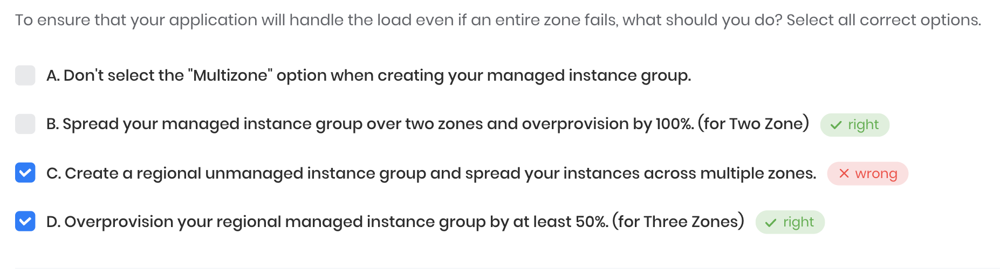 To ensure that your application will handle the load even if an entire zone fails, what should you do? Select all correct options.
A. Don't select the "Multizone" option when creating your managed instance group.
B. Spread your managed instance group over two zones and overprovision by 100%. (for Two Zone) right
C. Create a regional unmanaged instance group and spread your instances across multiple zones. wrong
D. Overprovision your regional managed instance group by at least 50%. (for Three Zones) right